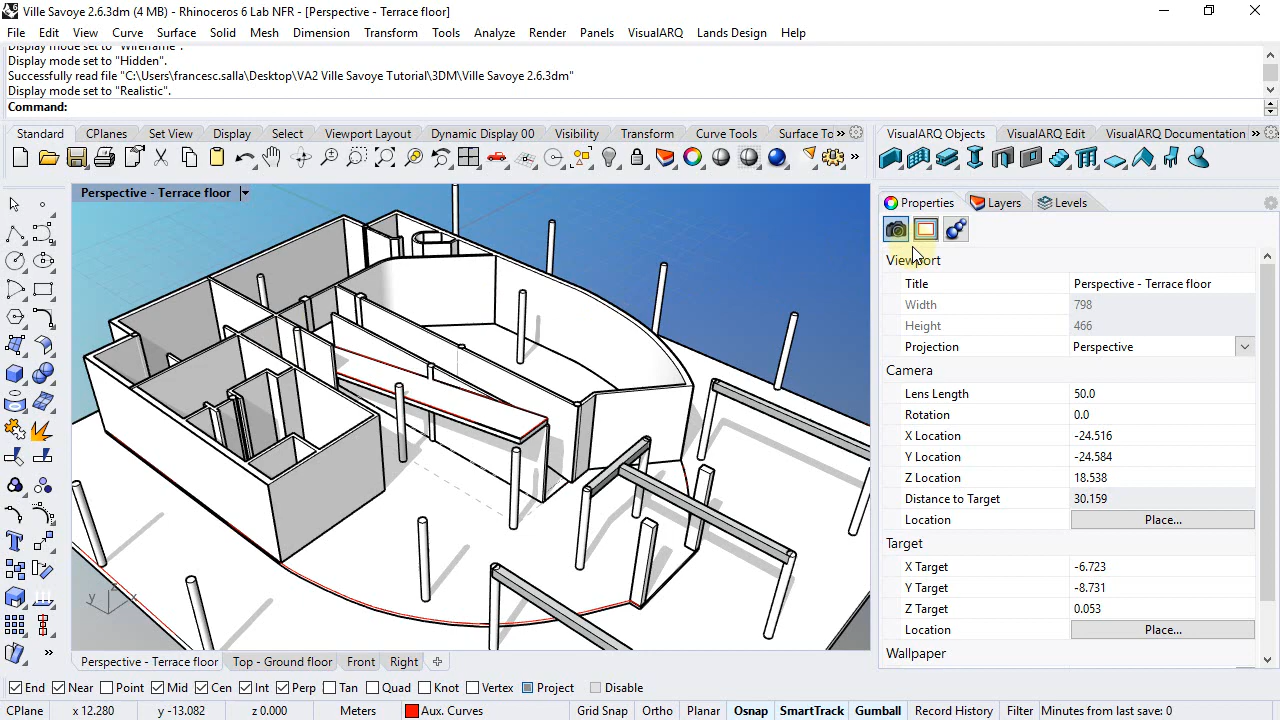 Ville Savoye 2.6.3dm (4 MB) - Rhinoceros 6 Lab NFR - [Perspective - Terrace floor]
File Edit View Curve Surface Solid Mesh Dimension Transform Tools Analyze Render Panels VisualARQ Lands Design Help
Display mode set to "Wireframe".
Display mode set to "Hidden".
Successfully read file "C:\Users\francesc.salla\Desktop\VA2 Ville Savoye Tutorial\3DM\Ville Savoye 2.6.3dm"
Display mode set to "Realistic".
Command:
Standard CPlanes Set View Display Select Viewport Layout Dynamic Display 00 Visibility Transform Curve Tools Surface To »
VisualARQ Objects VisualARQ Edit VisualARQ Documentation »
Perspective - Terrace floor
Properties Layers Levels
Viewport
Title Perspective - Terrace floor
Width 798
Height 466
Projection Perspective
Camera
Lens Length 50.0
Rotation 0.0
X Location -24.516
Y Location -24.584
Z Location 18.538
Distance to Target 30.159
Location Place...
Target
X Target -6.723
Y Target -8.731
Z Target 0.053
Location Place...
Wallpaper
z
y x
Perspective - Terrace floor Top - Ground floor Front Right
End Near Point Mid Cen Int Perp Tan Quad Knot Vertex Project Disable
CPlane x 12.280 y -13.082 z 0.000 Meters Aux. Curves Grid Snap Ortho Planar Osnap SmartTrack Gumball Record History Filter Minutes from last save: 0